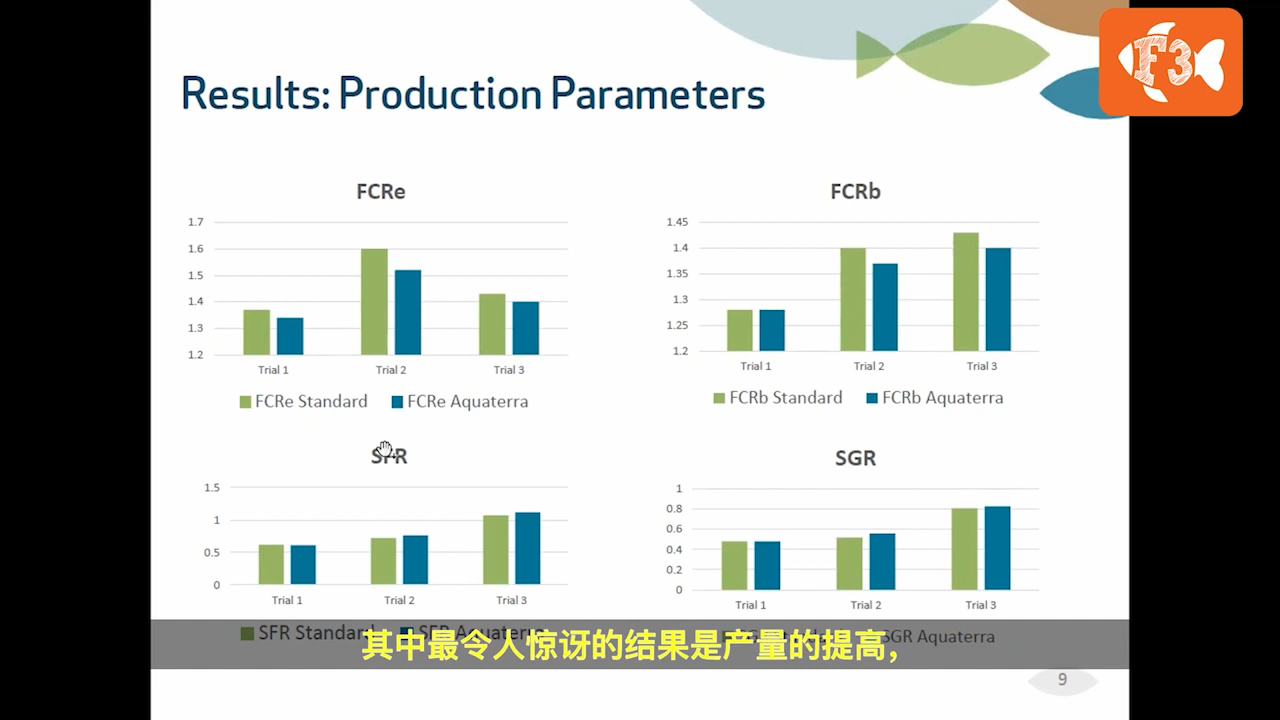 F3
Results: Production Parameters
FCRe
1.7
1.6
1.5
1.4
1.3
1.2
Trial 1 Trial 2 Trial 3
FCRe Standard FCRe Aquaterra
FCRb
1.45
1.4
1.35
1.3
1.25
1.2
Trial 1 Trial 2 Trial 3
FCRb Standard FCRb Aquaterra
SFR
1.5
1
0.5
0
Trial 1 Trial 2 Trial 3
SFR Standard SFR Aquaterra
SGR
1
0.8
0.6
0.4
0.2
0
Trial 1 Trial 2 Trial 3
SGR Aquaterra
其中最令人惊讶的结果是产量的提高,
9